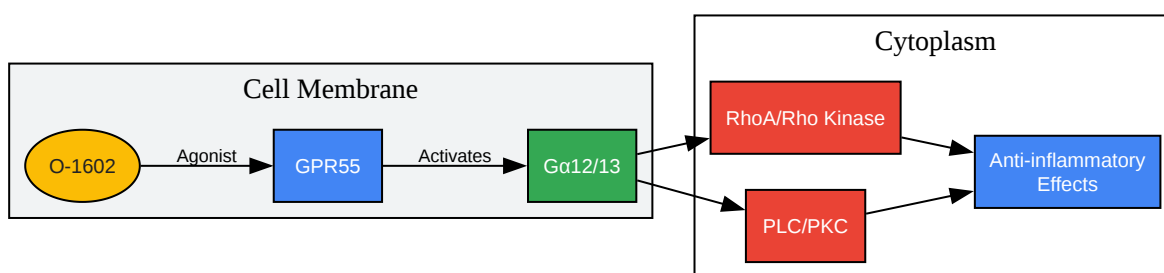 Cell Membrane
O-1602
Agonist
GPR55
Activates
Gα12/13
Cytoplasm
RhoA/Rho Kinase
PLC/PKC
Anti-inflammatory
Effects